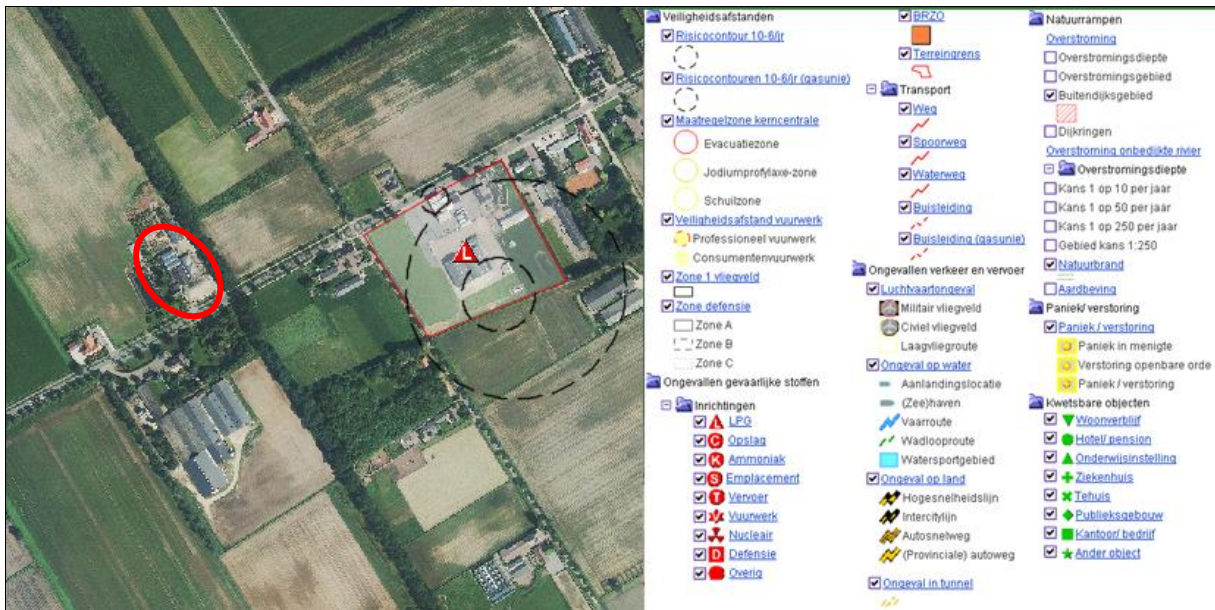 L
Veiligheidsafstanden
Risicocontour 10-6/jr
Risicocontouren 10-6/jr (gasunie)
Maatregelzone kerncentrale
Evacuatiezone
Jodiumprofylaxe-zone
Schuilzone
Veiligheidsafstand vuurwerk
Professioneel vuurwerk
Consumentenvuurwerk
Zone 1 vliegveld
Zone defensie
Zone A
Zone B
Zone C
Ongevallen gevaarlijke stoffen
Inrichtingen
L LPG
C Opslag
K Ammoniak
S Emplacement
T Vervoer
Vuurwerk
Nucleair
D Defensie
Overig
BRZO
Terreingrens
Transport
Weg
Spoorweg
Waterweg
Buisleiding
Buisleiding (gasunie)
Ongevallen verkeer en vervoer
Luchtvaartongeval
Militair vliegveld
Civiel vliegveld
Laagvliegroute
Ongeval op water
Aanlandingslocatie
(Zee)haven
Vaarroute
Wadlooproute
Watersportgebied
Ongeval op land
Hogesnelheidslijn
Intercitylijn
Autosnelweg
(Provinciale) autoweg
Ongeval in tunnel
Natuurrampen
Overstroming
Overstromingsdiepte
Overstromingsgebied
Buitendijksgebied
Dijkringen
Overstroming onbedijkte rivier
Overstromingsdiepte
Kans 1 op 10 per jaar
Kans 1 op 50 per jaar
Kans 1 op 250 per jaar
Gebied kans 1:250
Natuurbrand
Aardbeving
Paniek/ verstoring
Paniek / verstoring
Paniek in menigte
Verstoring openbare orde
Paniek / verstoring
Kwetsbare objecten
Woonverblijf
Hotel/ pension
Onderwijsinstelling
Ziekenhuis
Tehuis
Publieksgebouw
Kantoor/ bedrijf
Ander object